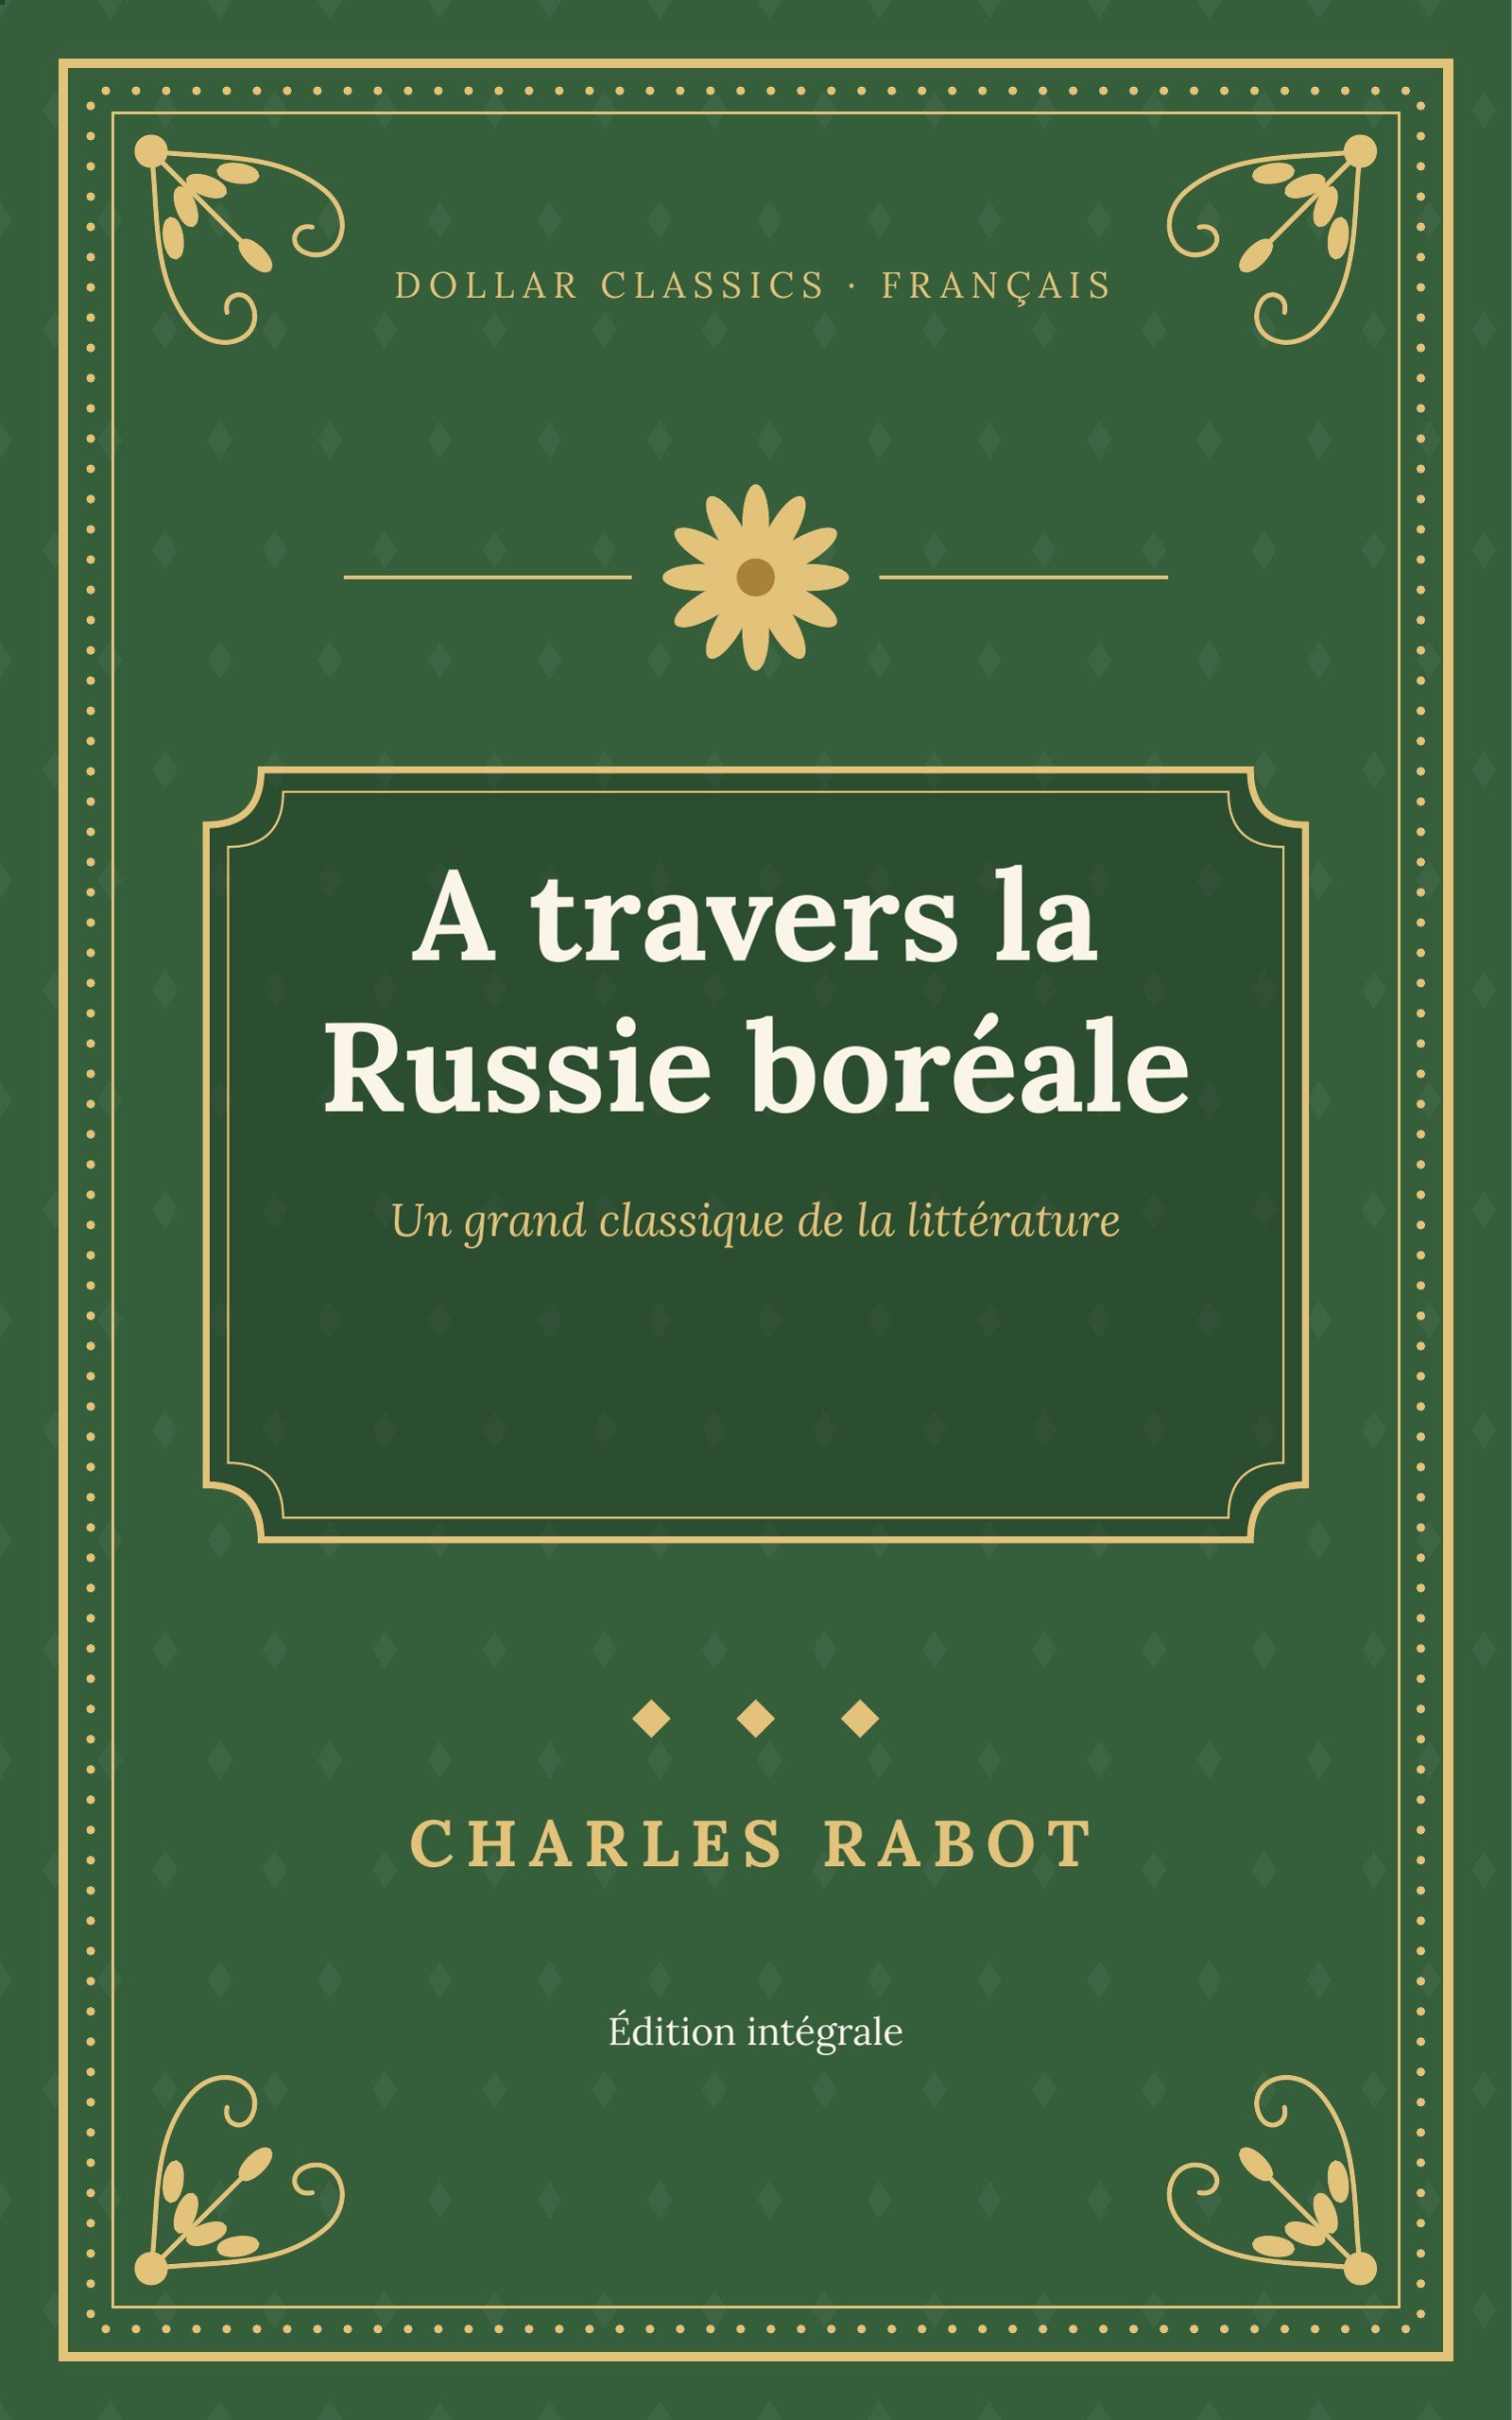 DOLLAR CLASSICS · FRANÇAIS
A travers la
Russie boréale
Un grand classique de la littérature
CHARLES RABOT
Édition intégrale